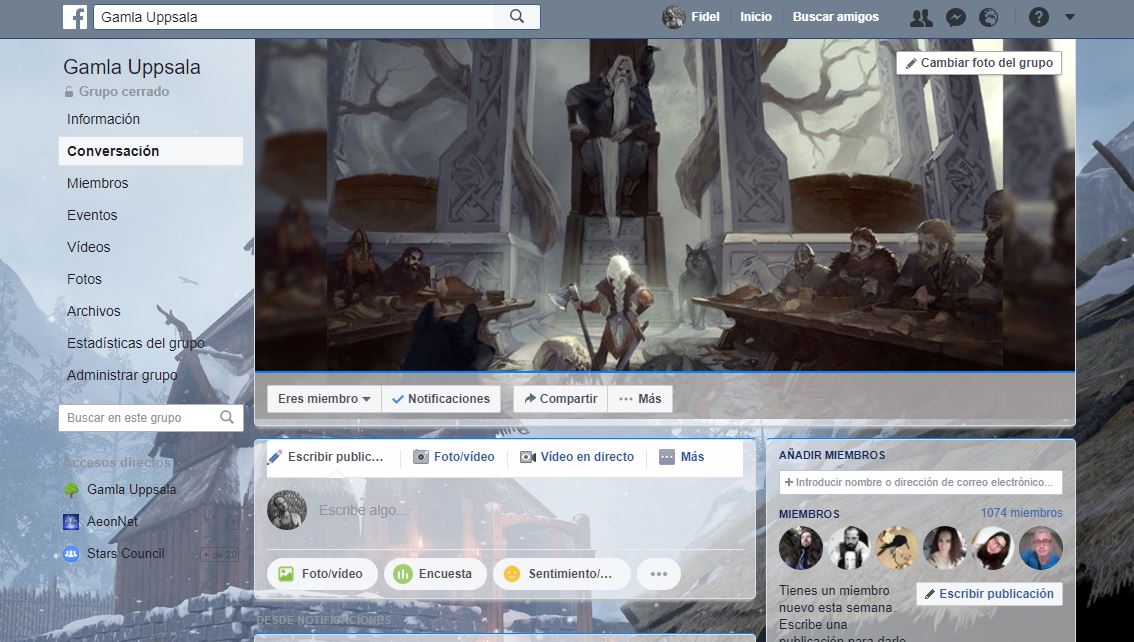 Gamla Uppsala
Fidel
Inicio
Buscar amigos
Gamla Uppsala
Grupo cerrado
Información
Conversación
Miembros
Eventos
Vídeos
Fotos
Archivos
Estadísticas del grupo
Administrar grupo
Buscar en este grupo
Accesos directos
Gamla Uppsala
AeonNet
Stars Council
+ de 20
Cambiar foto del grupo
Eres miembro
Notificaciones
Compartir
Más
Escribir public...
Foto/vídeo
Vídeo en directo
Más
Escribe algo...
Foto/vídeo
Encuesta
Sentimiento/...
DESDE NOTIFICACIONES
AÑADIR MIEMBROS
Introducir nombre o dirección de correo electrónico...
MIEMBROS
1074 miembros
Tienes un miembro
nuevo esta semana.
Escribe una
publicación para darle
Escribir publicación